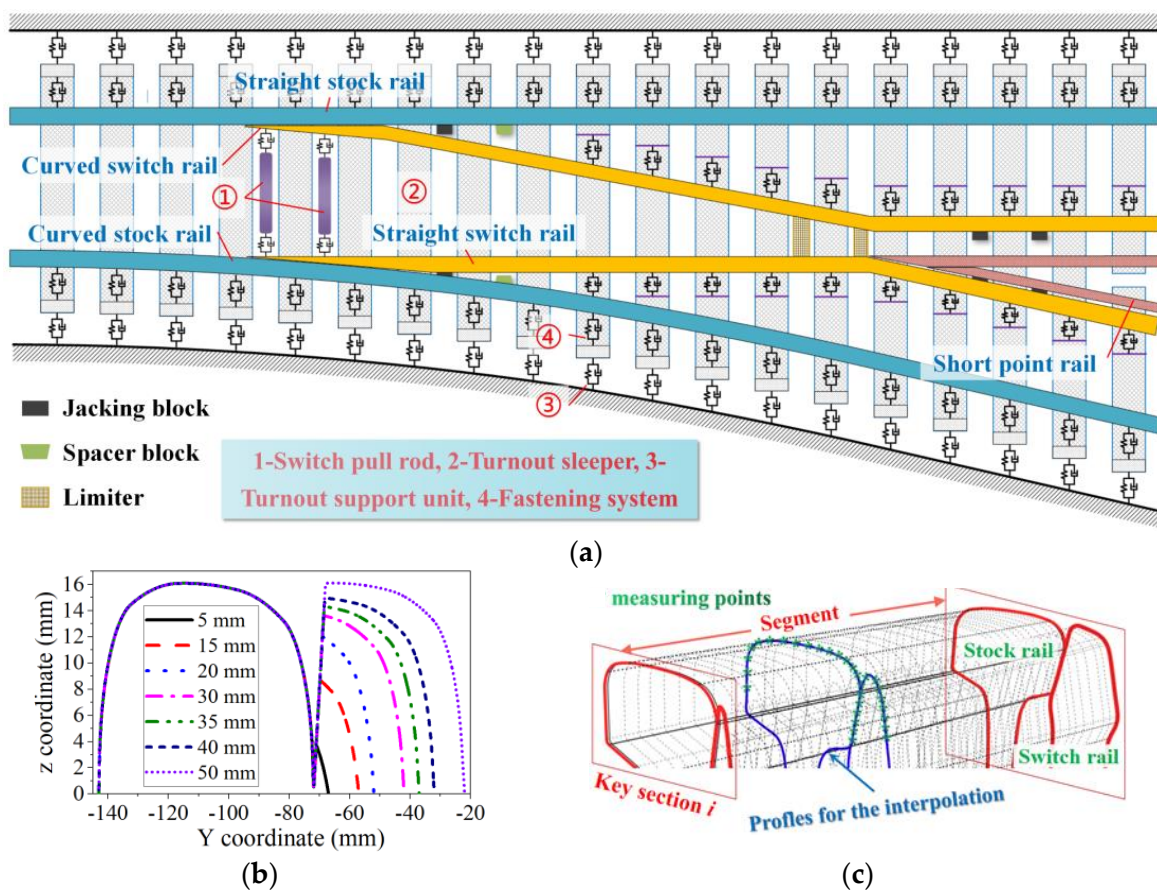 Straight stock rail
Curved switch rail
①
②
Curved stock rail
Straight switch rail
④
③
Short point rail
Jacking block
Spacer block
Limiter
1-Switch pull rod, 2-Turnout sleeper, 3-
Turnout support unit, 4-Fastening system
(a)
16
14
12
10
8
6
4
2
0
z coordinate (mm)
5 mm
15 mm
20 mm
30 mm
35 mm
40 mm
50 mm
-140 -120 -100 -80 -60 -40 -20
Y coordinate (mm)
(b)
measuring points
Segment
Stock rail
Switch rail
Key section i
Profles for the interpolation
(c)